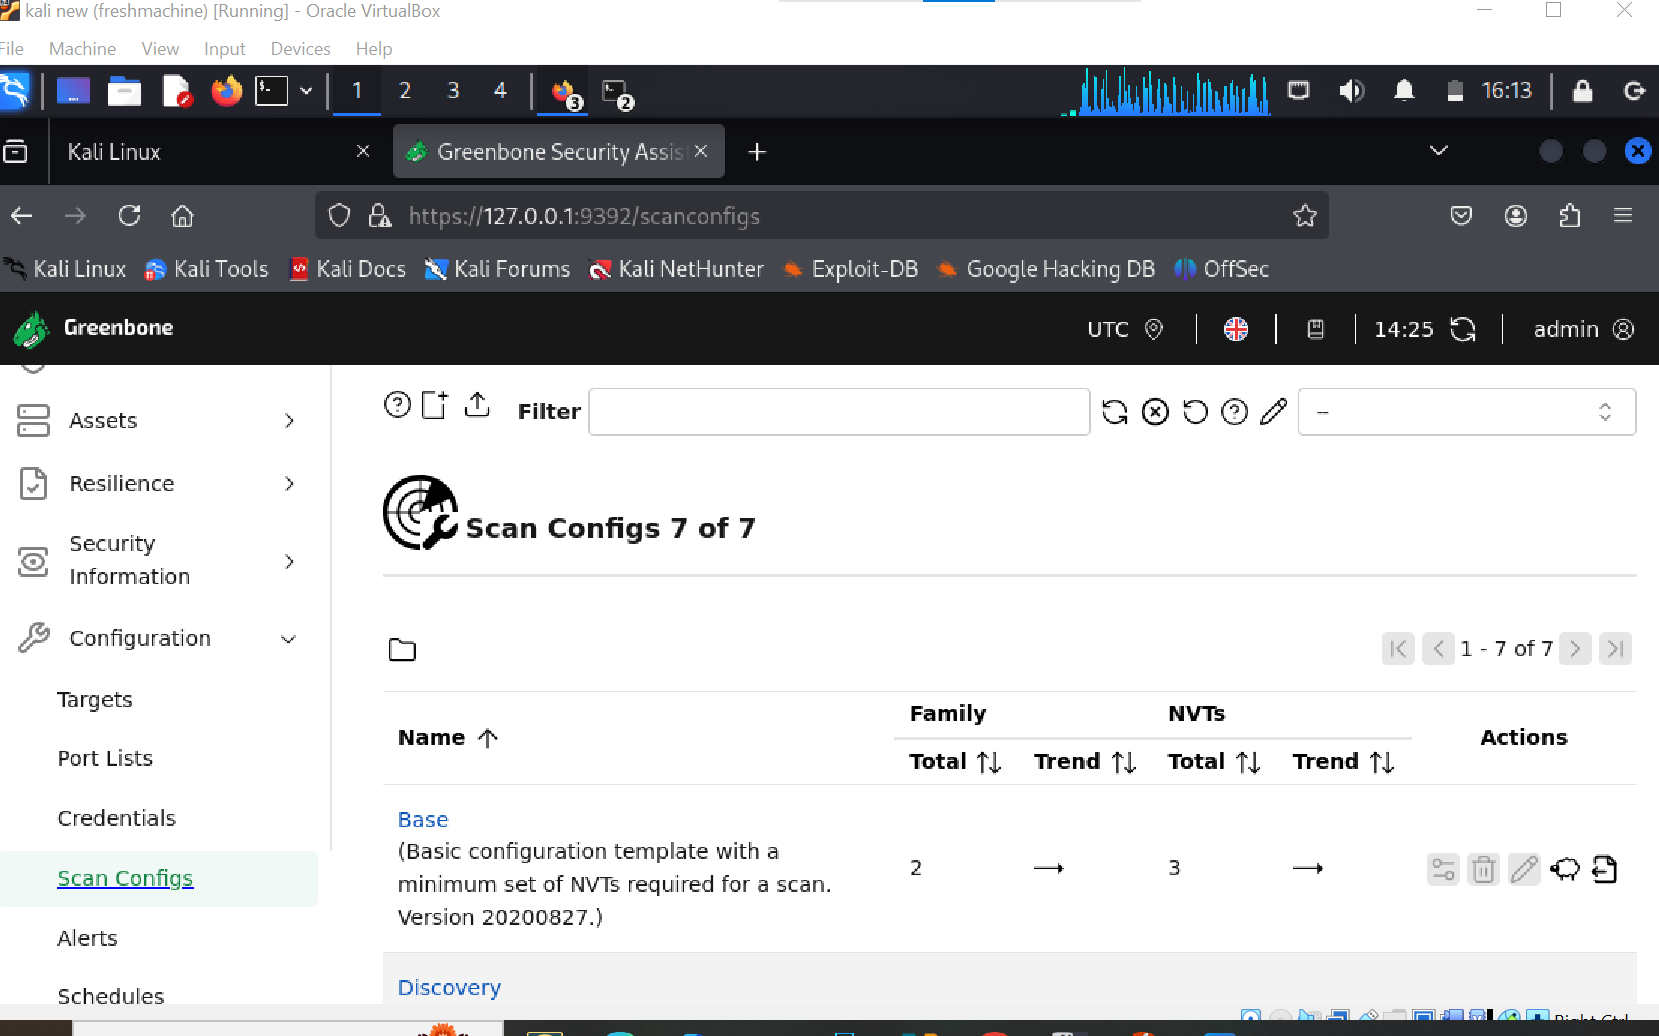 kali new (freshmachine) [Running] - Oracle VirtualBox
File Machine View Input Devices Help
1 2 3 4 3 2 16:13
Kali Linux Greenbone Security Assis
https://127.0.0.1:9392/scanconfigs
Kali Linux Kali Tools Kali Docs Kali Forums Kali NetHunter Exploit-DB Google Hacking DB OffSec
Greenbone UTC 14:25 admin
Assets
Resilience
Security
Information
Configuration
Targets
Port Lists
Credentials
Scan Configs
Alerts
Schedules
Filter --
Scan Configs 7 of 7
1 - 7 of 7
Name Family NVTs Actions
Total Trend Total Trend
Base
(Basic configuration template with a
minimum set of NVTs required for a scan.
Version 20200827.)
2 3
Discovery
Right Ctrl